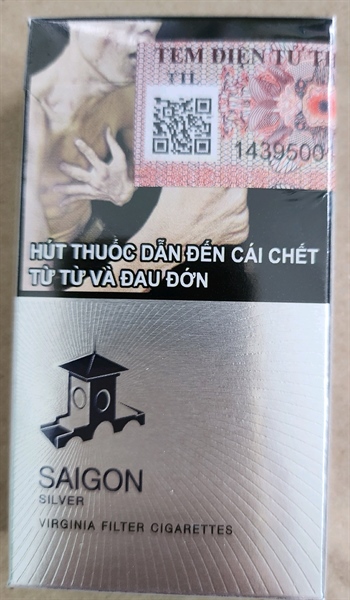 TEM ĐIỆN TỬ
1439500
HÚT THUỐC DẪN ĐẾN CÁI CHẾT
TỪ TỪ VÀ ĐAU ĐỚN
SAIGON
SILVER
VIRGINIA FILTER CIGARETTES